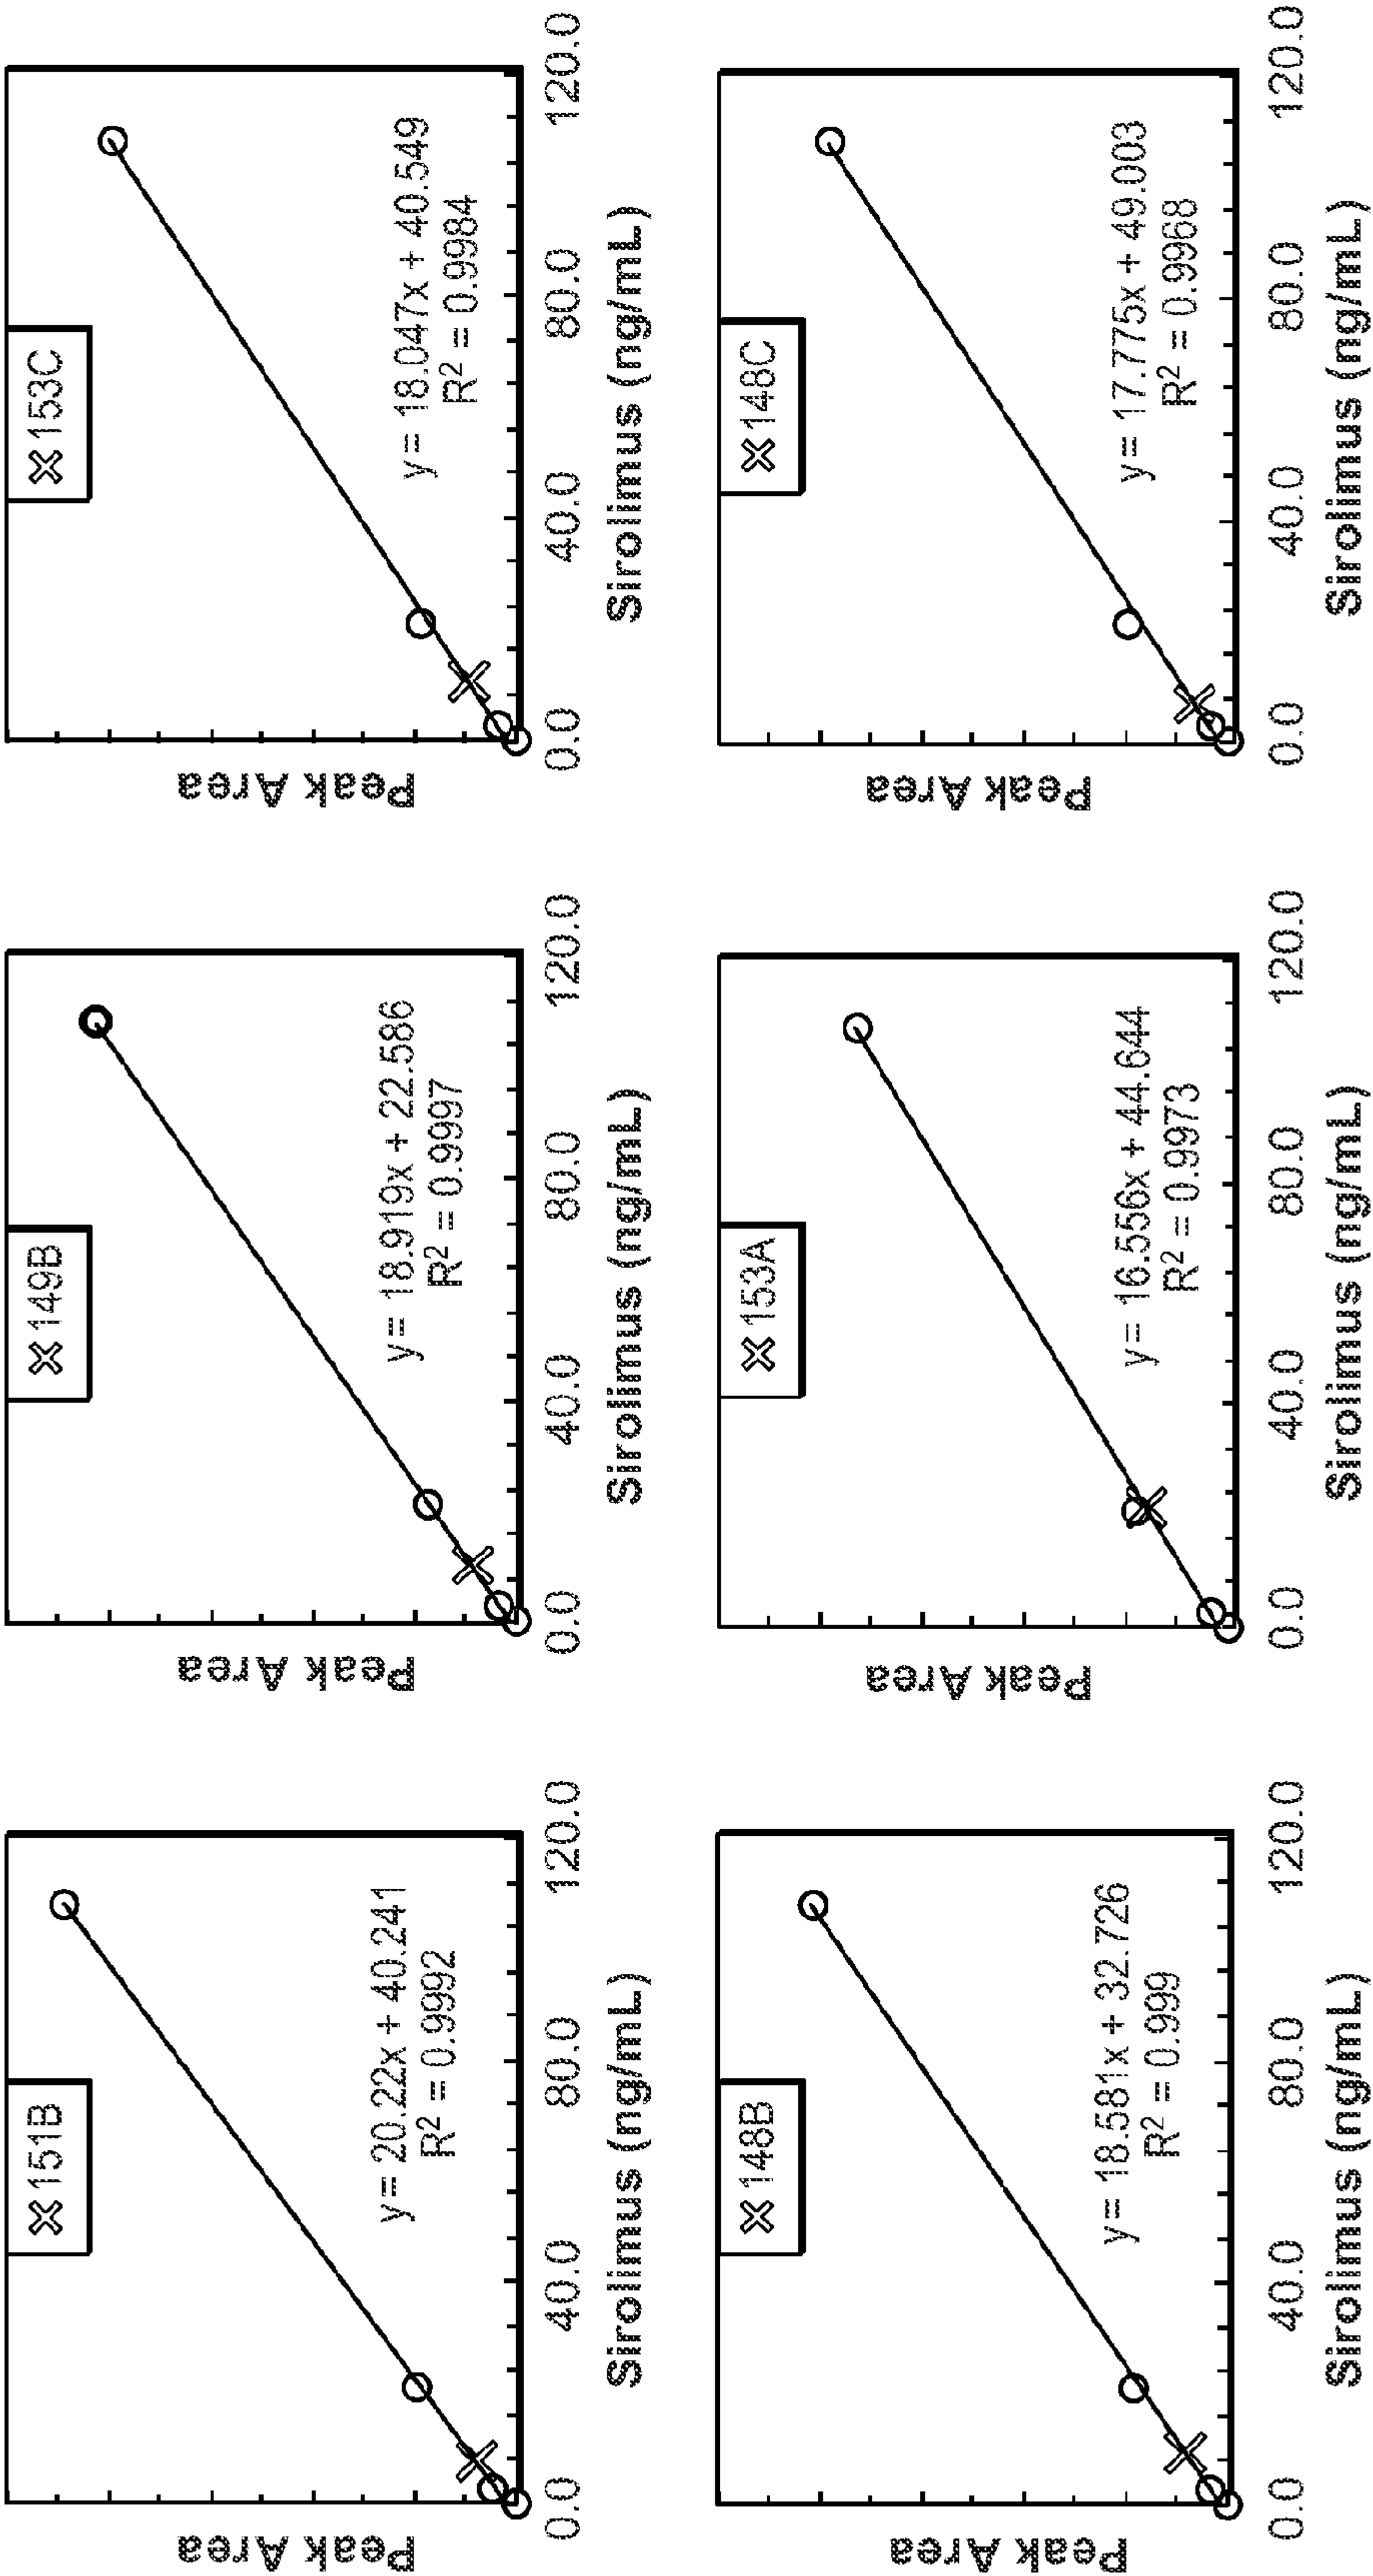 151B
y = 20.22x + 40.241
R² = 0.9992
Peak Area
0.0 40.0 80.0 120.0
Sirolimus (ng/mL)
149B
y = 18.919x + 22.586
R² = 0.9997
Peak Area
0.0 40.0 80.0 120.0
Sirolimus (ng/mL)
153C
y = 18.047x + 40.549
R² = 0.9984
Peak Area
0.0 40.0 80.0 120.0
Sirolimus (ng/mL)
148B
y = 18.581x + 32.726
R² = 0.999
Peak Area
0.0 40.0 80.0 120.0
Sirolimus (ng/mL)
153A
y = 16.556x + 44.644
R² = 0.9973
Peak Area
0.0 40.0 80.0 120.0
Sirolimus (ng/mL)
148C
y = 17.775x + 49.003
R² = 0.9968
Peak Area
0.0 40.0 80.0 120.0
Sirolimus (ng/mL)